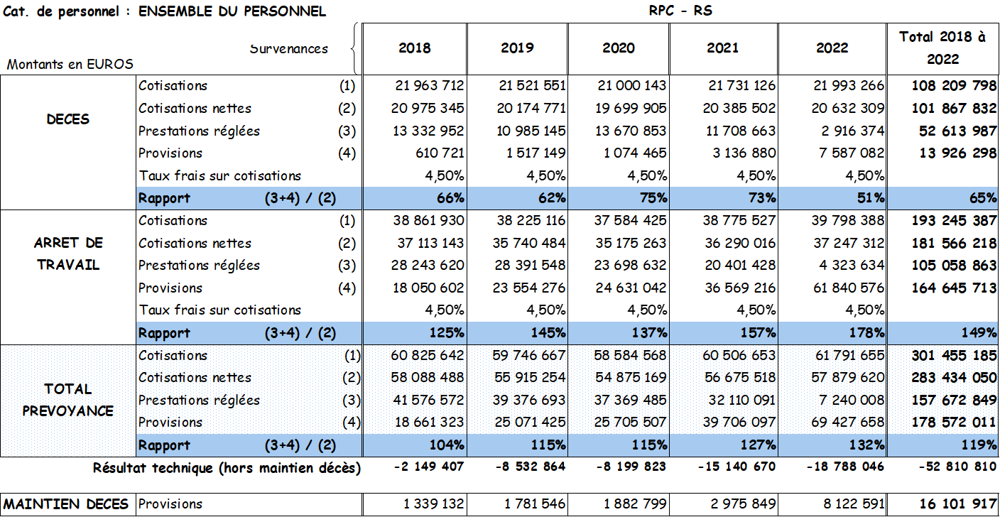 Cat. de personnel : ENSEMBLE DU PERSONNEL RPC - RS
Survenances 2018 2019 2020 2021 2022 Total 2018 à 2022
Montants en EUROS
DECES
Cotisations (1) 21 963 712 21 521 551 21 000 143 21 731 126 21 993 266 108 209 798
Cotisations nettes (2) 20 975 345 20 174 771 19 699 905 20 385 502 20 632 309 101 867 832
Prestations réglées (3) 13 332 952 10 985 145 13 670 853 11 708 663 2 916 374 52 613 987
Provisions (4) 610 721 1 517 149 1 074 465 3 136 880 7 587 082 13 926 298
Taux frais sur cotisations 4,50% 4,50% 4,50% 4,50% 4,50%
Rapport (3+4) / (2) 66% 62% 75% 73% 51% 65%
ARRET DE TRAVAIL
Cotisations (1) 38 861 930 38 225 116 37 584 425 38 775 527 39 798 388 193 245 387
Cotisations nettes (2) 37 113 143 35 740 484 35 175 263 36 290 016 37 247 312 181 566 218
Prestations réglées (3) 28 243 620 28 391 548 23 698 632 20 401 428 4 323 634 105 058 863
Provisions (4) 18 050 602 23 554 276 24 631 042 36 569 216 61 840 576 164 645 713
Taux frais sur cotisations 4,50% 4,50% 4,50% 4,50% 4,50%
Rapport (3+4) / (2) 125% 145% 137% 157% 178% 149%
TOTAL PREVOYANCE
Cotisations (1) 60 825 642 59 746 667 58 584 568 60 506 653 61 791 655 301 455 185
Cotisations nettes (2) 58 088 488 55 915 254 54 875 169 56 675 518 57 879 620 283 434 050
Prestations réglées (3) 41 576 572 39 376 693 37 369 485 32 110 091 7 240 008 157 672 849
Provisions (4) 18 661 323 25 071 425 25 705 507 39 706 097 69 427 658 178 572 011
Rapport (3+4) / (2) 104% 115% 115% 127% 132% 119%
Résultat technique (hors maintien décès) -2 149 407 -8 532 864 -8 199 823 -15 140 670 -18 788 046 -52 810 810
MAINTIEN DECES Provisions 1 339 132 1 781 546 1 882 799 2 975 849 8 122 591 16 101 917